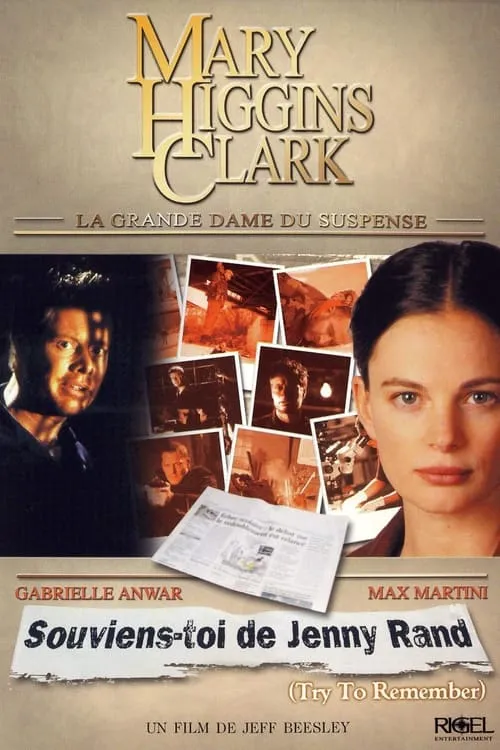 MARY
HIGGINS
CLARK
LA GRANDE DAME DU SUSPENSE
GABRIELLE ANWAR
MAX MARTINI
Souviens-toi de Jenny Rand
(Try To Remember)
UN FILM DE JEFF BEESLEY
RIGEL
ENTERTAINMENT